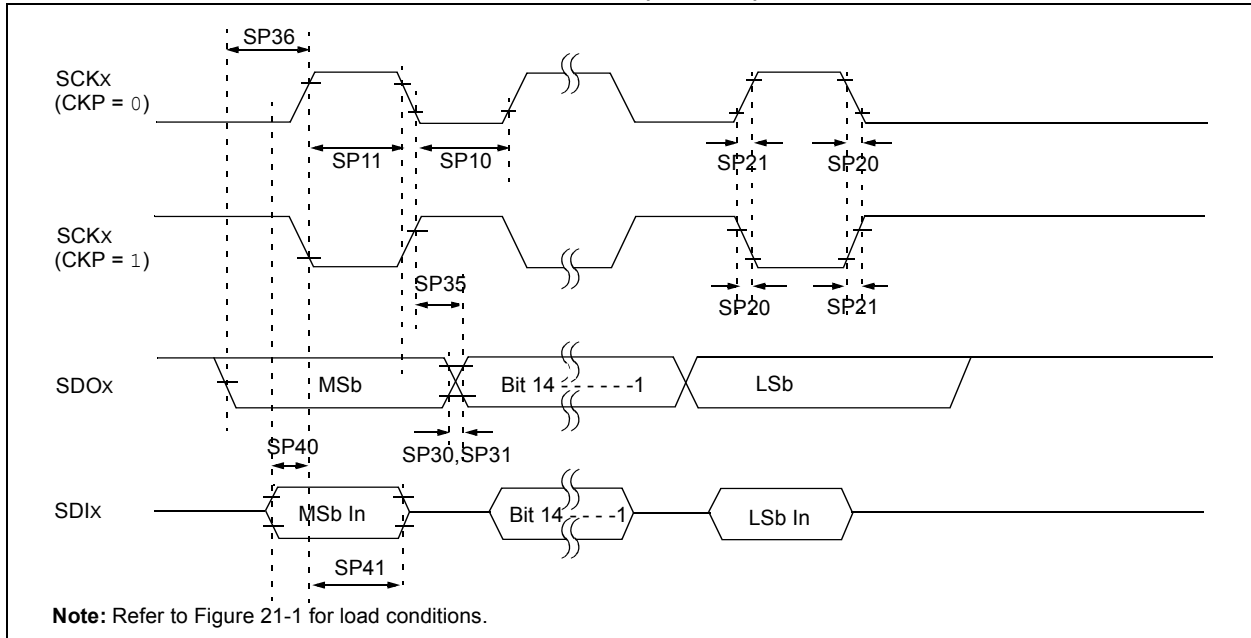 SP36
SCKx
(CKP = 0)
SP11
SP10
SP21
SP20
SCKx
(CKP = 1)
SP35
SP20
SP21
SDOx
MSb
Bit 14 - - - - - -1
LSb
SP40
SP30,SP31
SDIx
MSb In
Bit 14 - - - -1
LSb In
SP41
Note: Refer to Figure 21-1 for load conditions.